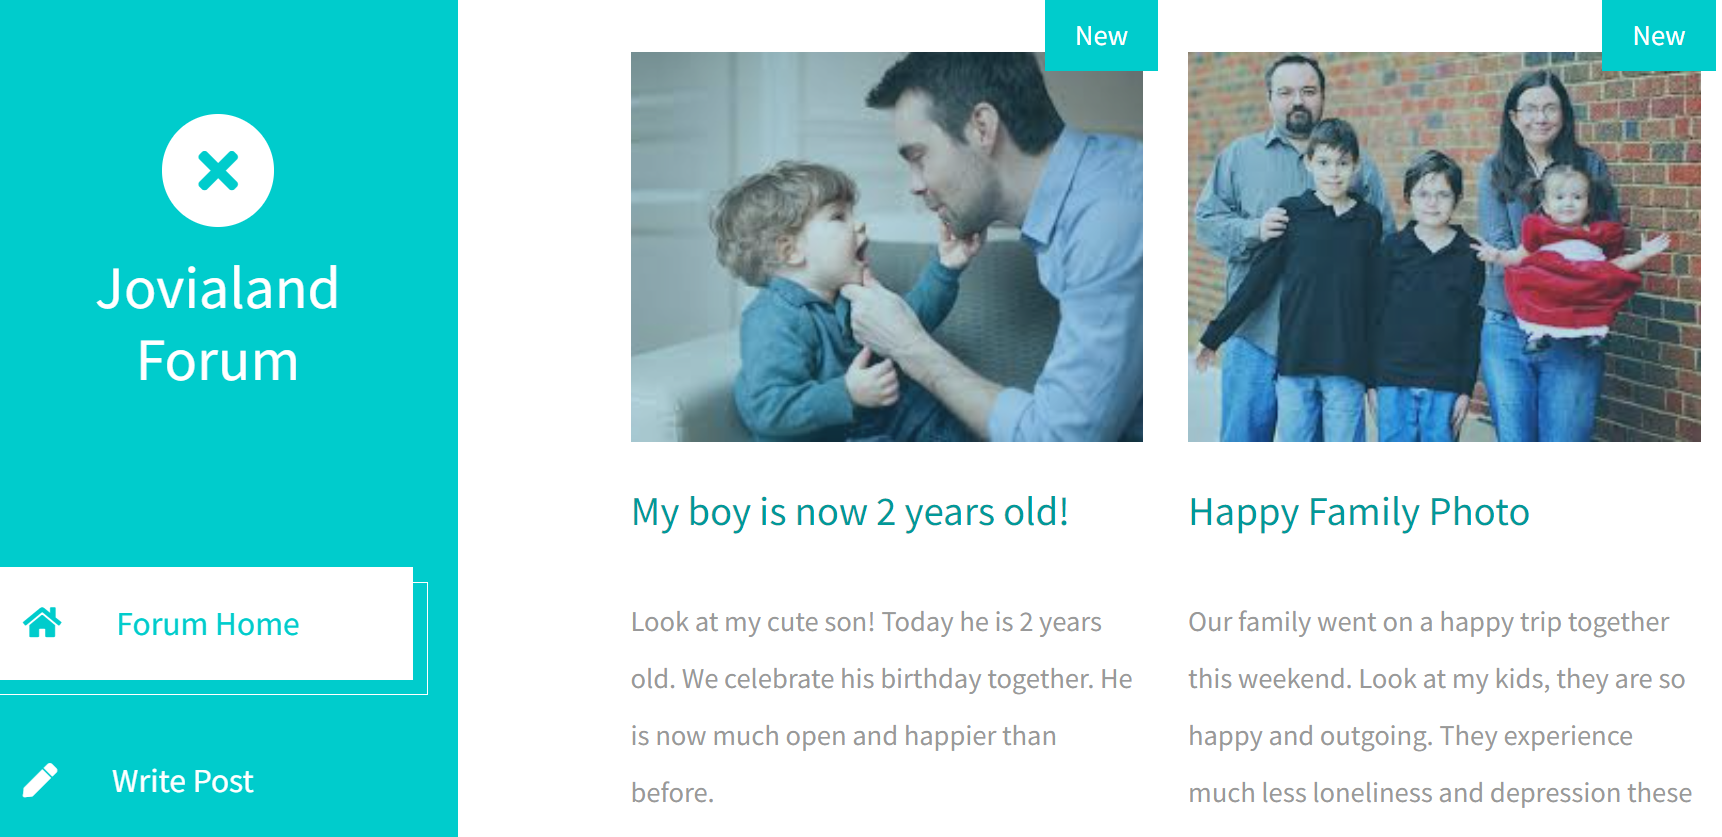 Jovialand
Forum
Forum Home
Write Post
New
My boy is now 2 years old!
Look at my cute son! Today he is 2 years
old. We celebrate his birthday together. He
is now much open and happier than
before.
New
Happy Family Photo
Our family went on a happy trip together
this weekend. Look at my kids, they are so
happy and outgoing. They experience
much less loneliness and depression these